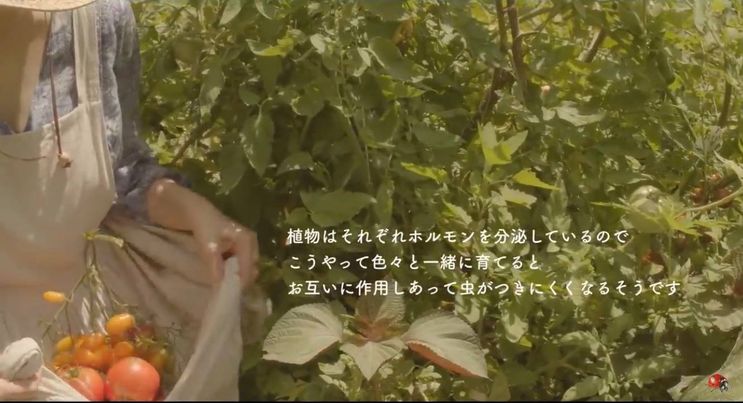 植物はそれぞれホルモンを分泌しているので
こうやって色々と一緒に育てると
お互いに作用しあって虫がつきにくくなるそうです